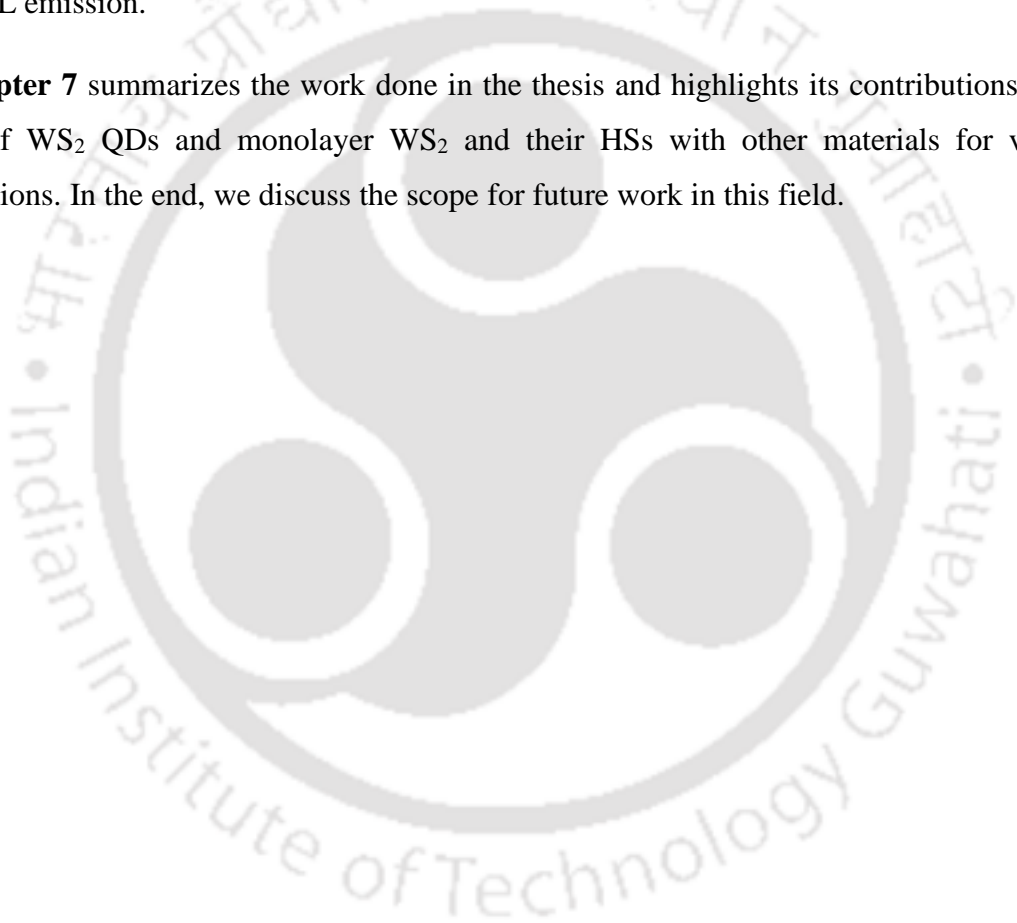 L emission.
pter 7 summarizes the work done in the thesis and highlights its contributions
f WS₂ QDs and monolayer WS₂ and their HSs with other materials for v
ions. In the end, we discuss the scope for future work in this field.
Indian Institute of Technology Guwahati